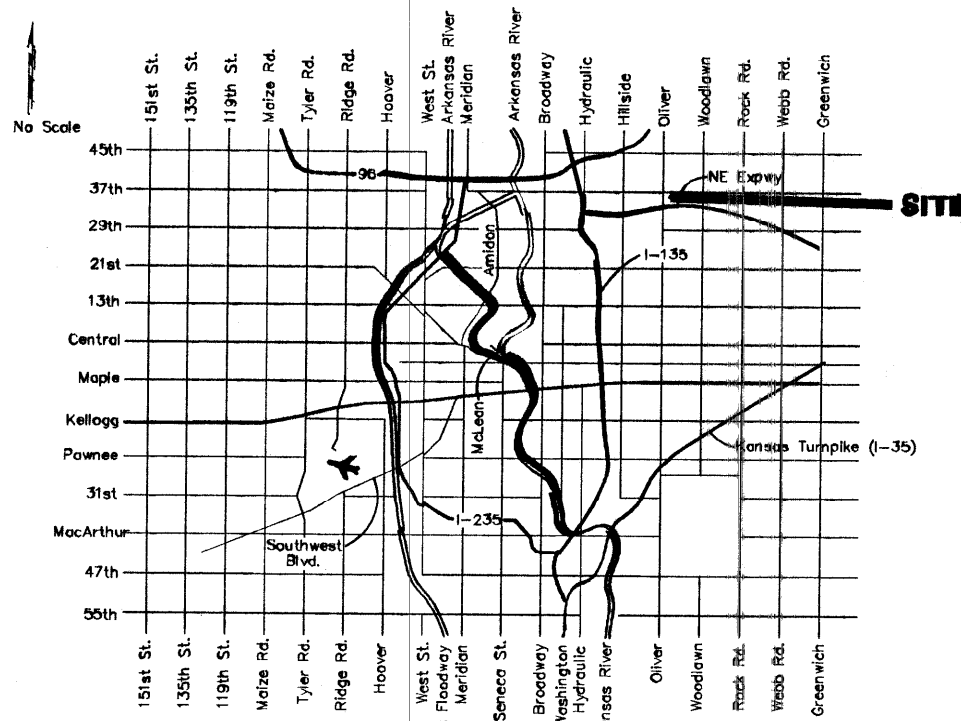 No Scale
151st St.
135th St.
119th St.
Maize Rd.
Tyler Rd.
Ridge Rd.
Hoover
West St.
Arkansas River
Meridian
Arkansas River
Broadway
Hydraulic
Hillside
Oliver
Woodlawn
Rock Rd.
Webb Rd.
Greenwich
45th
37th
29th
21st
13th
Central
Maple
Kellogg
Pawnee
31st
MacArthur
47th
55th
96
NE Expwy
Amidon
I-135
McLean
Kansas Turnpike (I-35)
I-235
Southwest
Blvd.
151st St.
135th St.
119th St.
Maize Rd.
Tyler Rd.
Ridge Rd.
Hoover
West St.
Floodway
Meridian
Seneca St.
Broadway
Washington
Hydraulic
nsas River
Oliver
Woodlawn
Rock Rd.
Webb Rd.
Greenwich